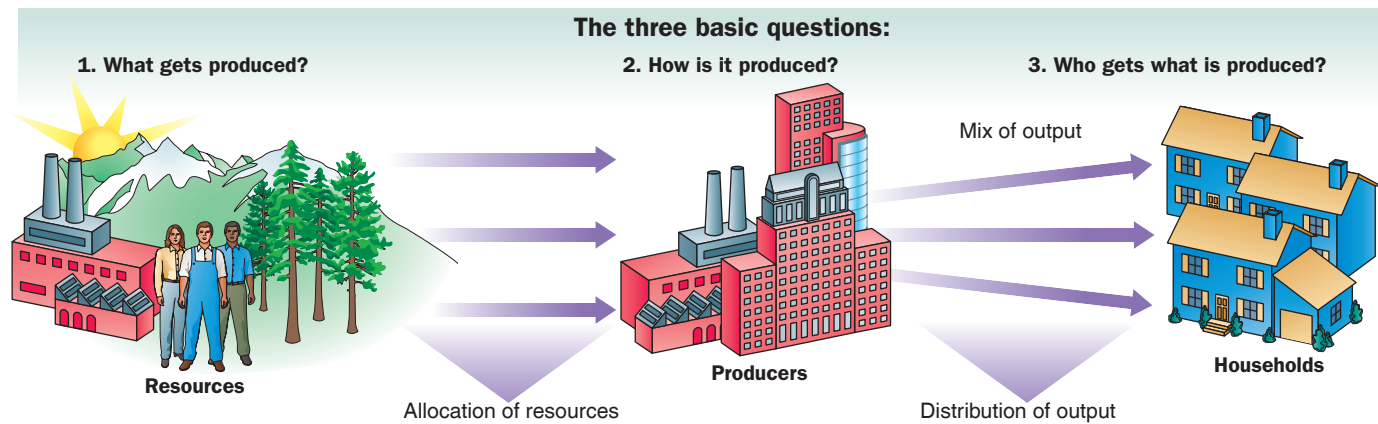 The three basic questions:
1. What gets produced?
2. How is it produced?
3. Who gets what is produced?
Mix of output
Resources
Producers
Households
Allocation of resources
Distribution of output